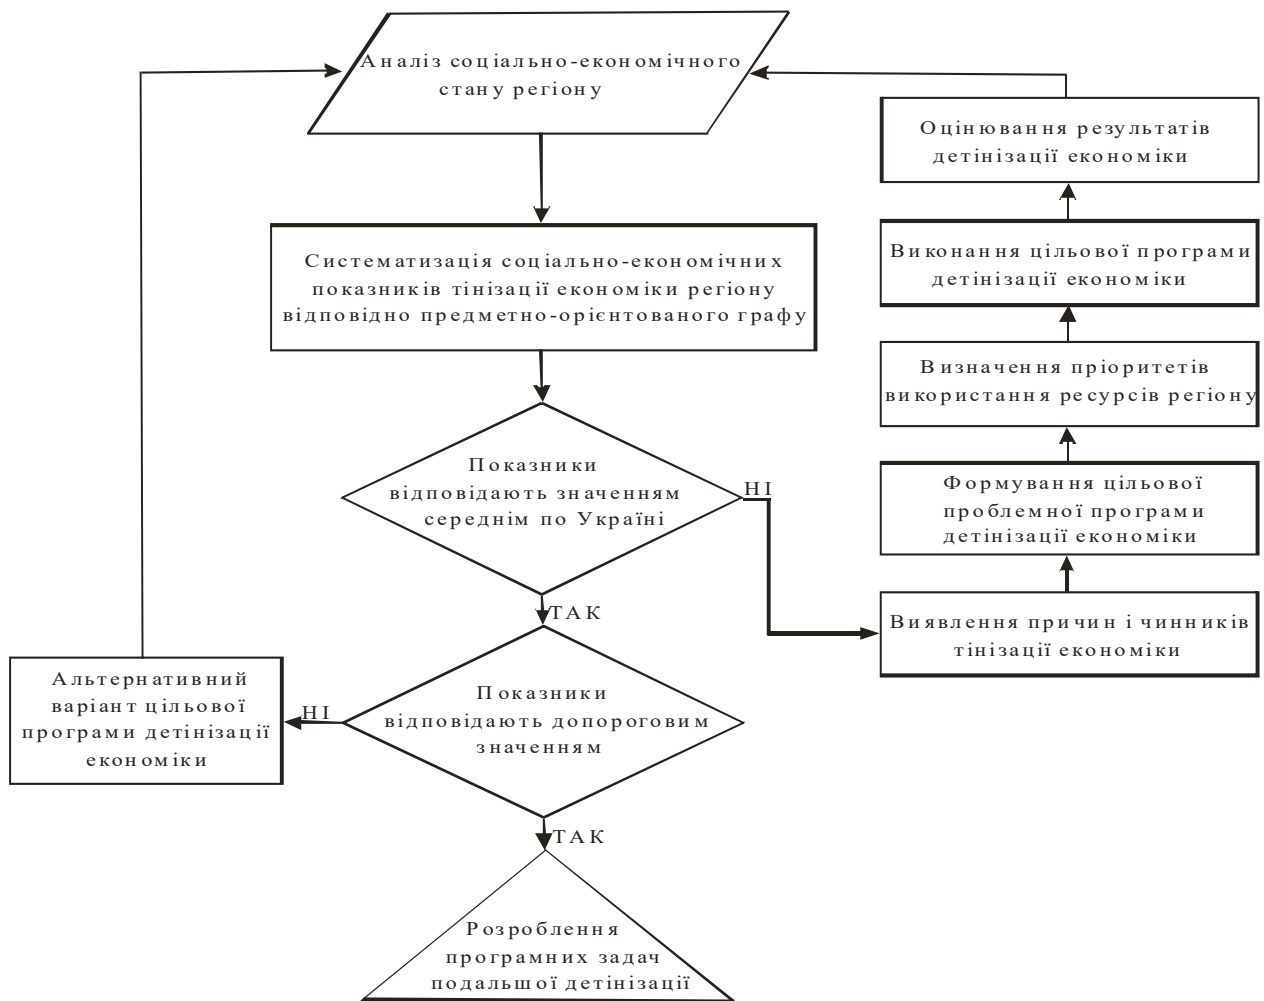 Аналіз соціально-економічного
стану регіону
Систематизація соціально-економічних
показників тінізації економіки регіону
відповідно предметно-орієнтованого графу
Показники
відповідають значенням
середнім по Україні
НІ
ТАК
Показники
відповідають допороговим
значенням
НІ
ТАК
Альтернативний
варіант цільової
програми детінізації
економіки
Розроблення
програмних задач
подальшої детінізації
Оцінювання результатів
детінізації економіки
Виконання цільової програми
детінізації економіки
Визначення пріоритетів
використання ресурсів регіону
Формування цільової
проблемної програми
детінізації економіки
Виявлення причин і чинників
тінізації економіки